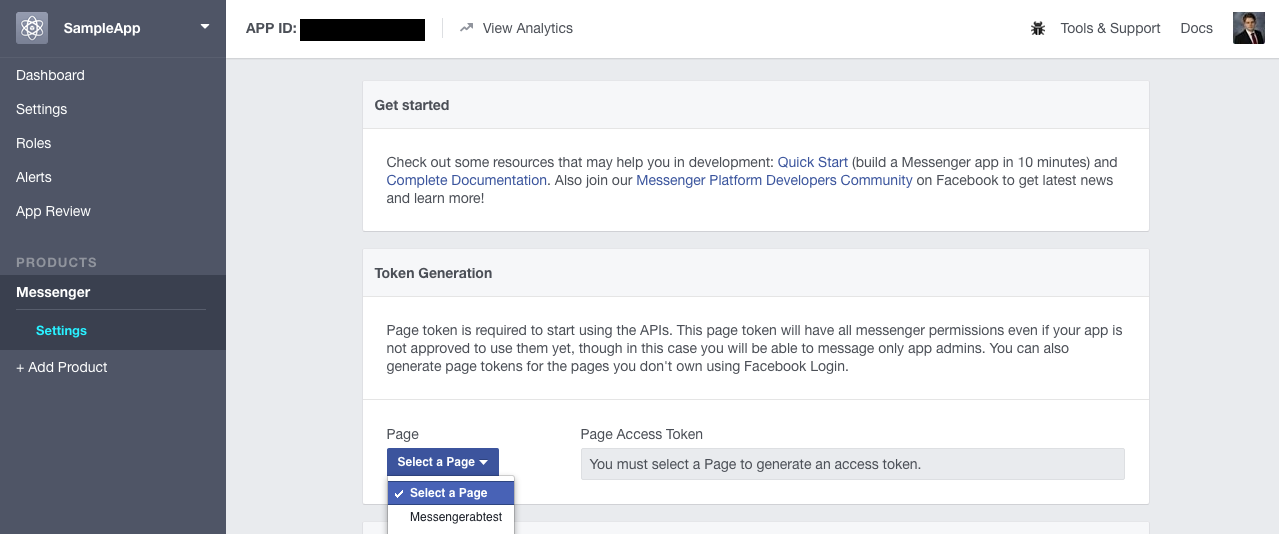 SampleApp
APP ID:
View Analytics
Tools & Support
Docs
Dashboard
Settings
Roles
Alerts
App Review
PRODUCTS
Messenger
Settings
+ Add Product
Get started
Check out some resources that may help you in development: Quick Start (build a Messenger app in 10 minutes) and
Complete Documentation. Also join our Messenger Platform Developers Community on Facebook to get latest news
and learn more!
Token Generation
Page token is required to start using the APIs. This page token will have all messenger permissions even if your app is
not approved to use them yet, though in this case you will be able to message only app admins. You can also
generate page tokens for the pages you don't own using Facebook Login.
Page
Page Access Token
Select a Page
You must select a Page to generate an access token.
Select a Page
Messengerabtest